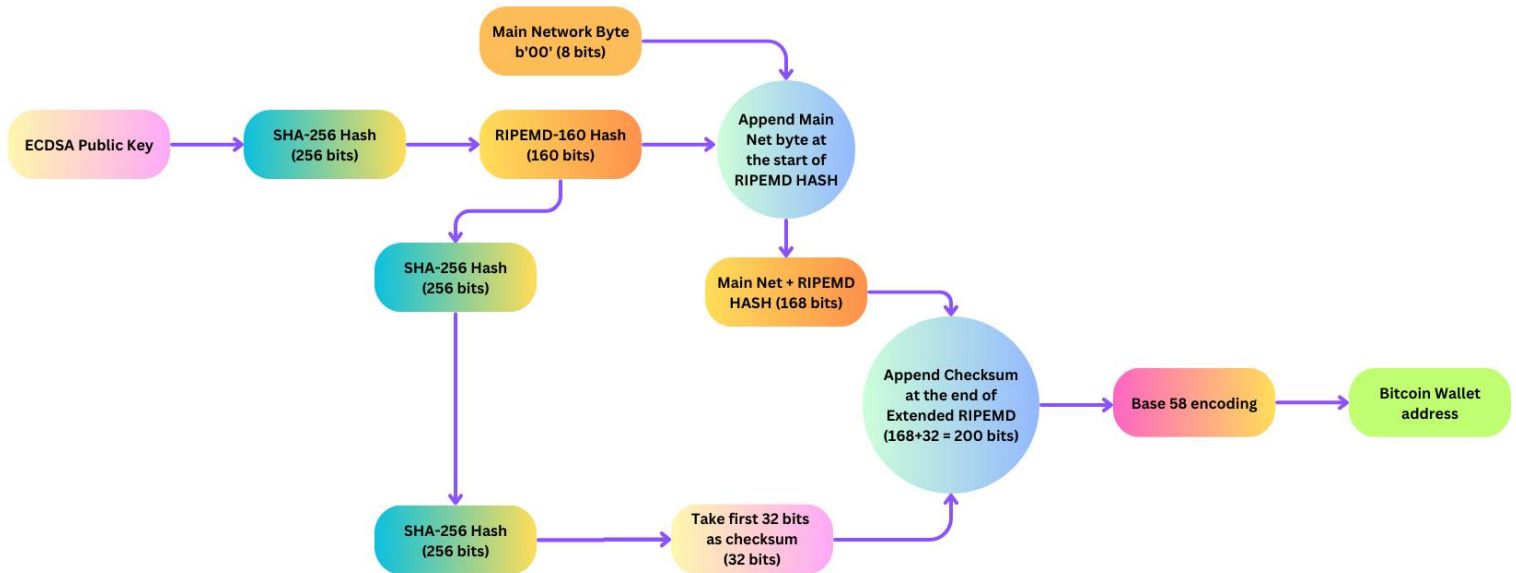 Main Network Byte
b'00' (8 bits)
ECDSA Public Key
SHA-256 Hash
(256 bits)
RIPEMD-160 Hash
(160 bits)
Append Main
Net byte at
the start of
RIPEMD HASH
SHA-256 Hash
(256 bits)
Main Net + RIPEMD
HASH (168 bits)
Append Checksum
at the end of
Extended RIPEMD
(168+32 = 200 bits)
Base 58 encoding
Bitcoin Wallet
address
SHA-256 Hash
(256 bits)
Take first 32 bits
as checksum
(32 bits)